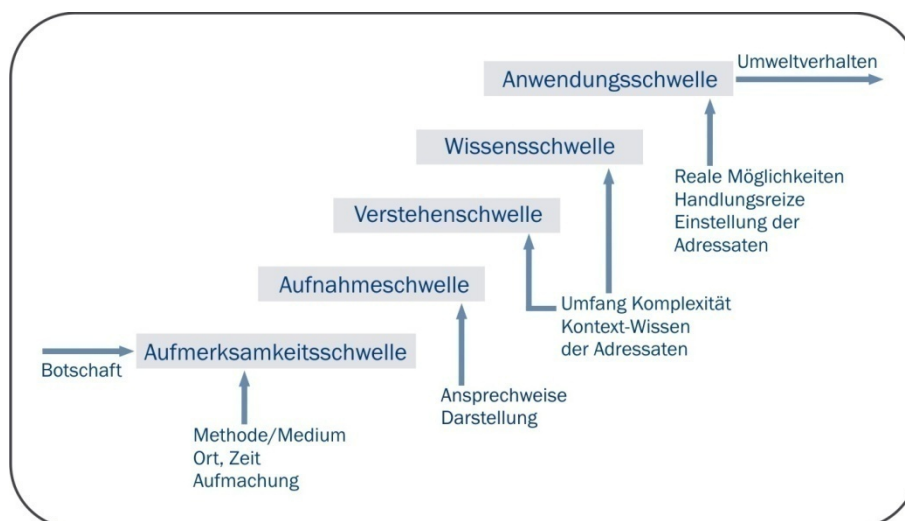 Umweltverhalten
Anwendungsschwelle
Wissensschwelle
Reale Möglichkeiten
Handlungsreize
Einstellung der
Adressaten
Verstehenschwelle
Aufnahmeschwelle
Umfang Komplexität
Kontext-Wissen
der Adressaten
Aufmerksamkeitsschwelle
Botschaft
Ansprechweise
Darstellung
Methode/Medium
Ort, Zeit
Aufmachung